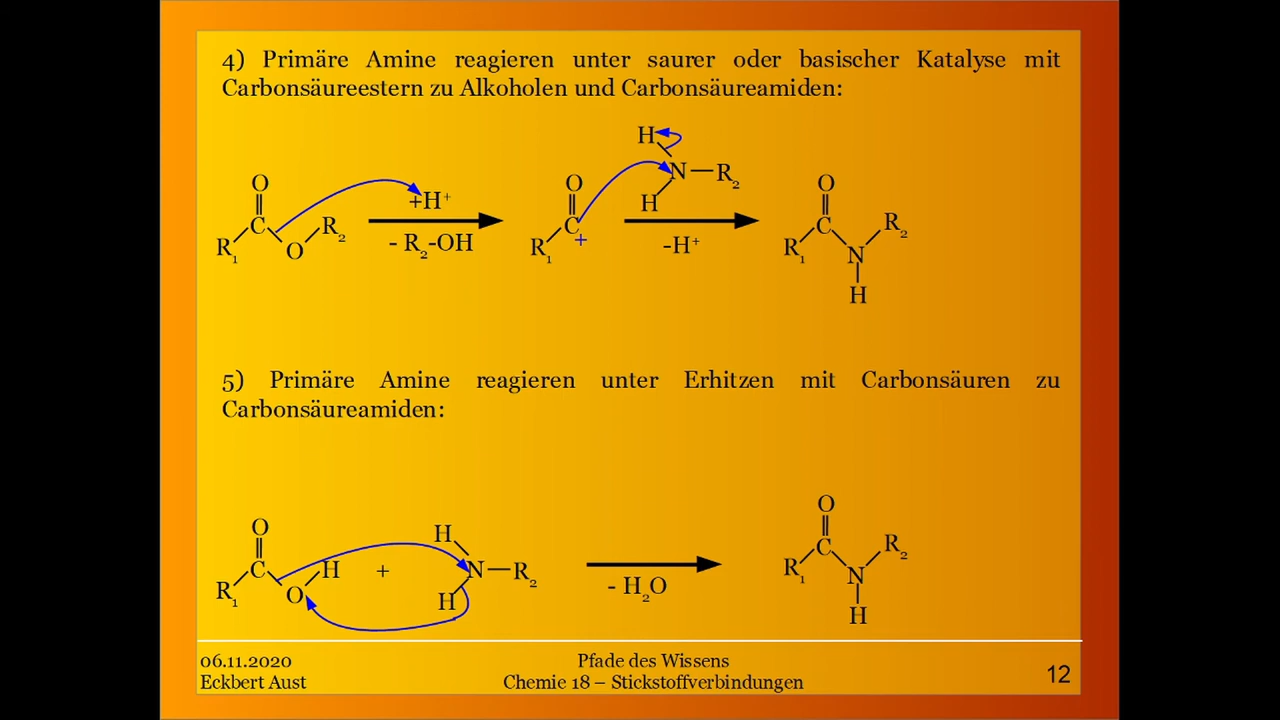 4) Primäre Amine reagieren unter saurer oder basischer Katalyse mit
Carbonsäureestern zu Alkoholen und Carbonsäureamiden:
H
O
+H⁺
O
N
R₂
O
C
O
R₂
R₁
- R₂-OH
C
+
R₁
H
-H⁺
C
R₂
R₁
N
H
5) Primäre Amine reagieren unter Erhitzen mit Carbonsäuren zu
Carbonsäureamiden:
O
C
O
H
R₁
+
H
N
R₂
H
- H₂O
O
C
R₂
R₁
N
H
06.11.2020
Eckbert Aust
Pfade des Wissens
Chemie 18 – Stickstoffverbindungen
12